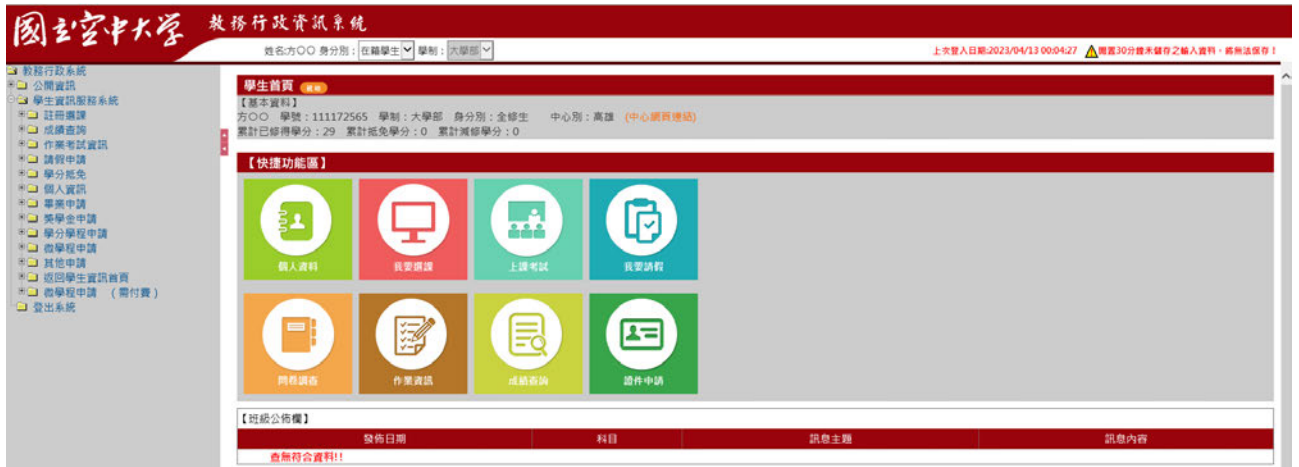 國立空中大學 教務行政資訊系統
姓名:方〇〇 身分別：在籍學生 學制：大學部
上次登入日期:2023/04/13 00:04:27 閒置30分鐘未儲存之輸入資料，將無法保存！
教務行政系統
公開資訊
學生資訊服務系統
註冊選課
成績查詢
作業考試資訊
請假申請
學分抵免
個人資訊
畢業申請
獎學金申請
學分學程申請
微學程申請
其他申請
返回學生資訊首頁
微學程申請 (需付費)
登出系統
學生首頁
【基本資料】
方〇〇 學號：111172565 學制：大學部 身分別：全修生 中心別：高雄 (中心網頁連結)
累計已修得學分：29 累計抵免學分：0 累計減修學分：0
【快捷功能區】
個人資料 我要選課 上課考試 我要請假
問卷調查 作業資訊 成績查詢 證件申請
【班級公佈欄】
發佈日期 科目 訊息主題 訊息內容
查無符合資料!!